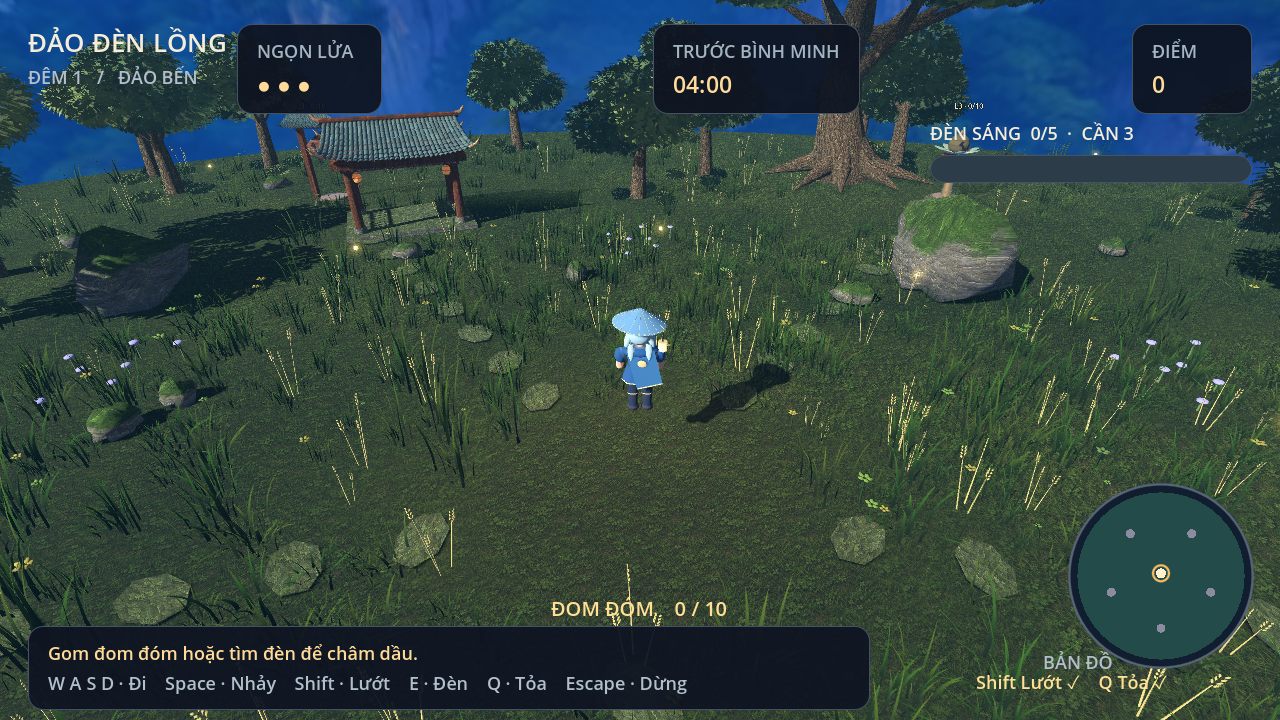 ĐẢO ĐÈN LỒNG
ĐÊM 1 / ĐẢO BẾN
NGỌN LỬA
TRƯỚC BÌNH MINH
04:00
ĐIỂM
0
ĐÈN SÁNG 0/5 · CẦN 3
ĐOM ĐÓM 0 / 10
Gom đom đóm hoặc tìm đèn để châm dầu.
W A S D · Đi Space · Nhảy Shift · Lướt E · Đèn Q · Tỏa Escape · Dừng
BẢN ĐỒ
Shift Lướt ✓ Q Tỏa ✓